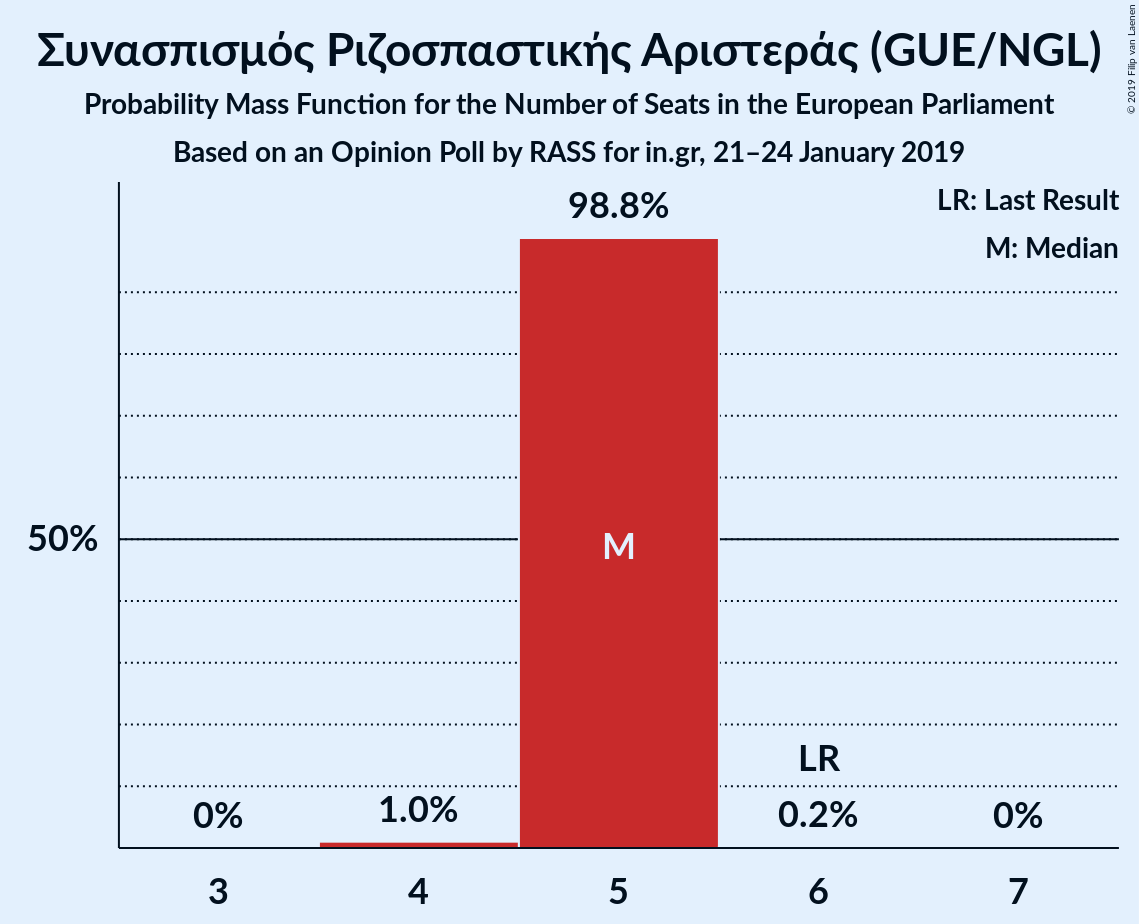 Συνασπισμός Ριζοσπαστικής Αριστεράς (GUE/NGL)
Probability Mass Function for the Number of Seats in the European Parliament
Based on an Opinion Poll by RASS for in.gr, 21–24 January 2019
© 2019 Filip van Laenen
LR: Last Result
M: Median
98.8%
50%
M
LR
0%
1.0%
0.2%
0%
3
4
5
6
7